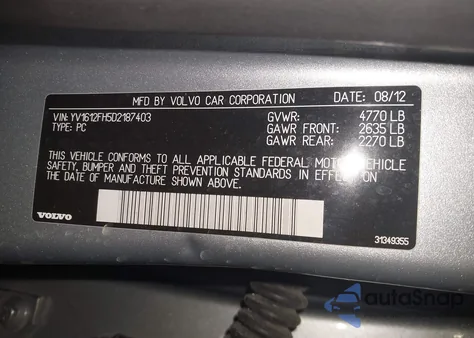 MFD BY VOLVO CAR CORPORATION DATE: 08/12
VIN: YV1612FH5D2187403 GVWR: 4770 LB
TYPE: PC GAWR FRONT: 2635 LB
GAWR REAR: 2270 LB
THIS VEHICLE CONFORMS TO ALL APPLICABLE FEDERAL MOTOR VEHICLE
SAFETY, BUMPER AND THEFT PREVENTION STANDARDS IN EFFECT ON
THE DATE OF MANUFACTURE SHOWN ABOVE.
VOLVO 31349355
autoSnap